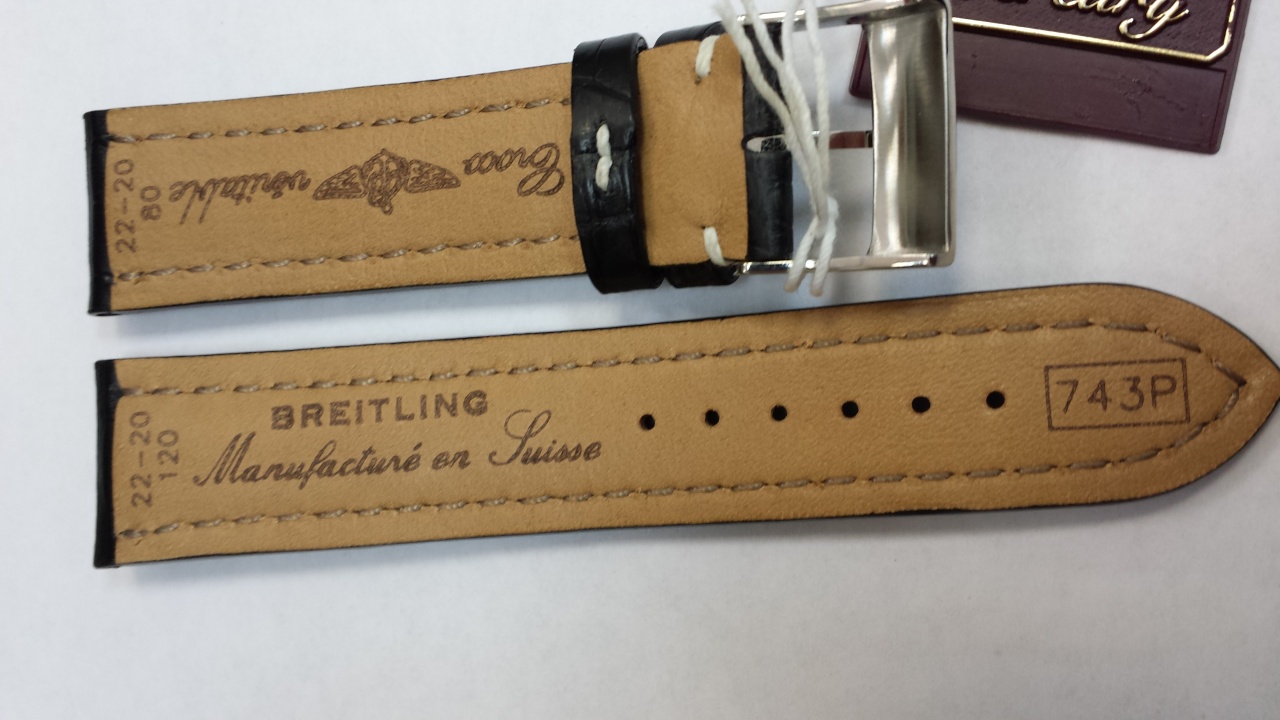 22-20
80
Croco
véritable
22-20
120
BREITLING
Manufacturé en Suisse
743P